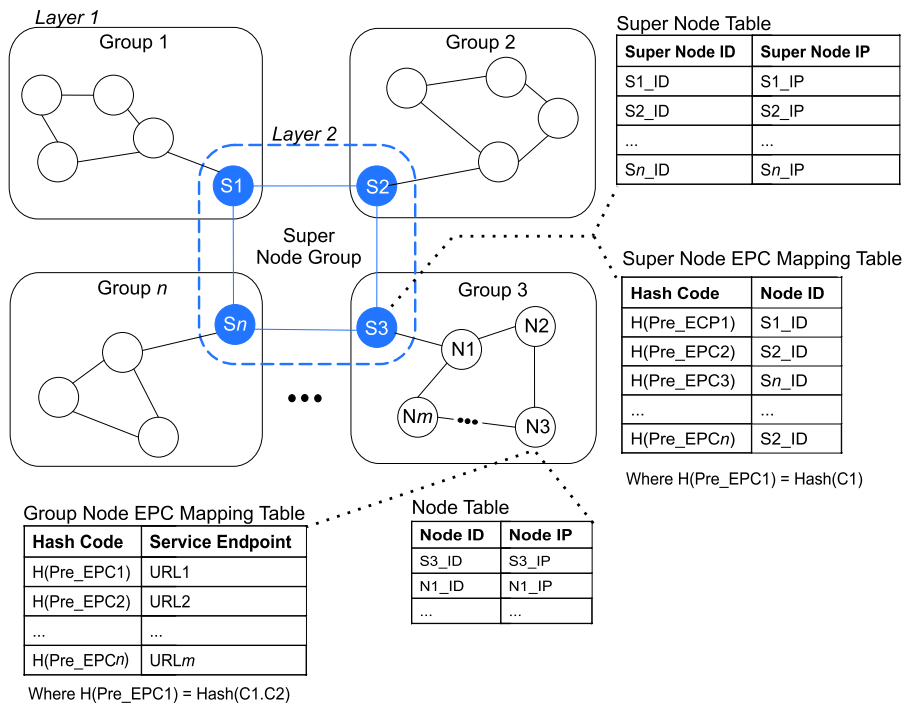 Layer 1
Group 1
Group 2
Layer 2
S1
S2
Super
Node Group
Group n
Group 3
Sn
S3
N1
N2
Nm
...
N3
...
Super Node Table
Super Node ID Super Node IP
S1_ID S1_IP
S2_ID S2_IP
... ...
Sn_ID Sn_IP
Super Node EPC Mapping Table
Hash Code Node ID
H(Pre_ECP1) S1_ID
H(Pre_EPC2) S2_ID
H(Pre_EPC3) Sn_ID
... ...
H(Pre_EPCn) S2_ID
Where H(Pre_EPC1) = Hash(C1)
Group Node EPC Mapping Table
Hash Code Service Endpoint
H(Pre_EPC1) URL1
H(Pre_EPC2) URL2
... ...
H(Pre_EPCn) URLm
Where H(Pre_EPC1) = Hash(C1.C2)
Node Table
Node ID Node IP
S3_ID S3_IP
N1_ID N1_IP
... ...